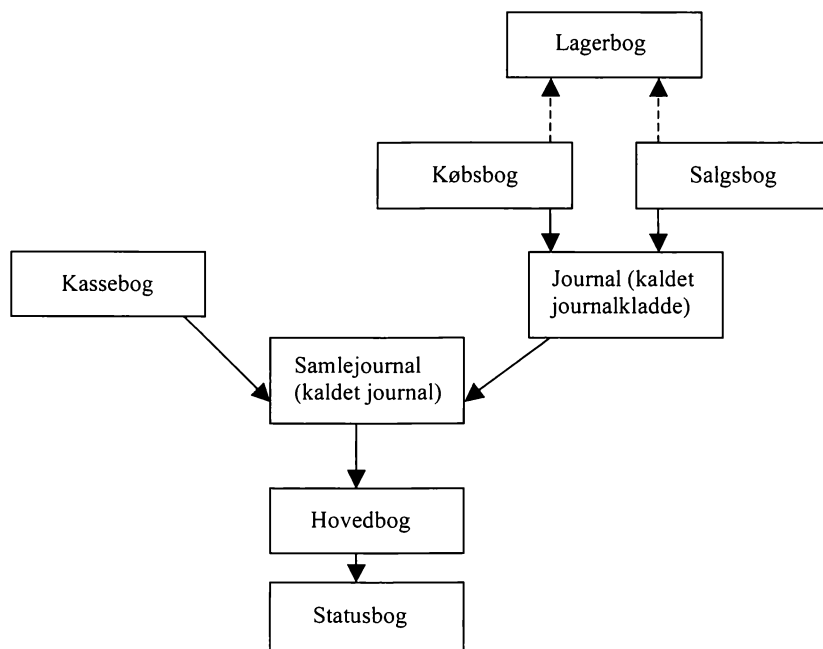 Lagerbog
Købsbog
Salgsbog
Kassebog
Journal (kaldet
journalkladde)
Samlejournal
(kaldet journal)
Hovedbog
Statusbog